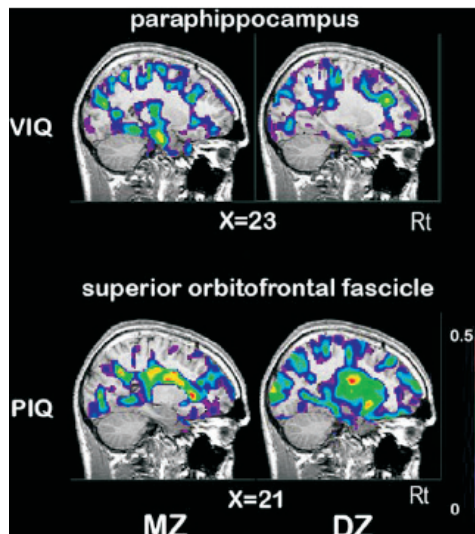 paraphippocampus
VIQ
X=23
Rt
superior orbitofrontal fascicle
0.5
PIQ
X=21
Rt
0
MZ
DZ